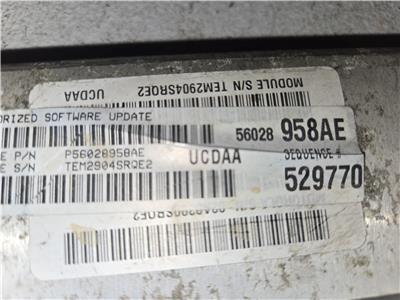 MODULE S/N TEM2904SRQE2
UCDAA
ORIZED SOFTWARE UPDATE
56028 958AE
E P/N P56028958AE
UCDAA SEQUENCE #
E S/N TEM2904SRQE2
529770